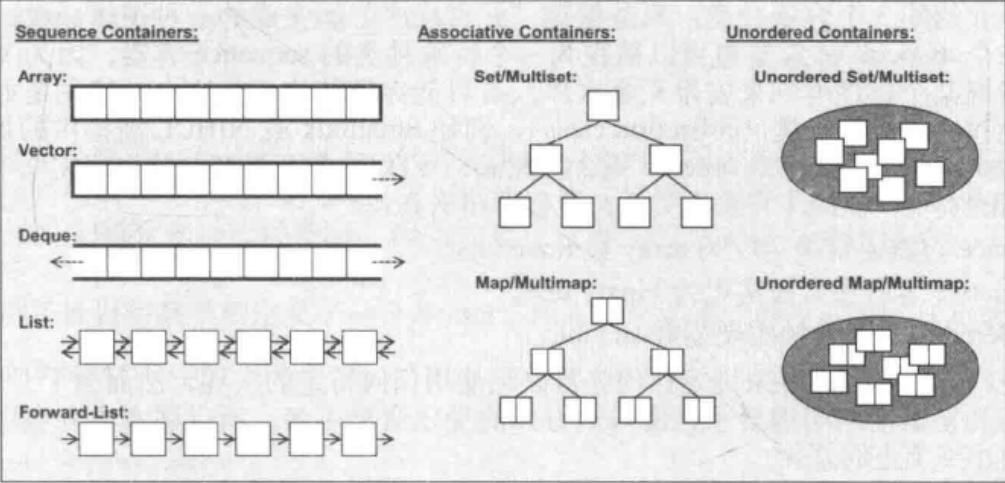 Sequence Containers:
Array:
Vector:
Deque:
List:
Forward-List:
Associative Containers:
Set/Multiset:
Map/Multimap:
Unordered Containers:
Unordered Set/Multiset:
Unordered Map/Multimap: